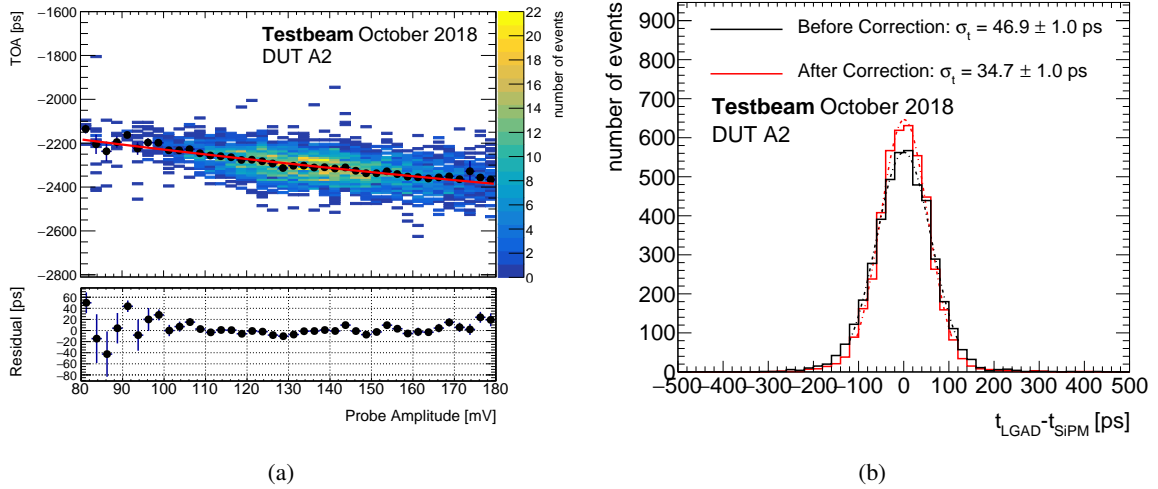 TOA [ps]
−1600
−1800
−2000
−2200
−2400
−2600
−2800
Testbeam October 2018
DUT A2
22
20
18
16
14
12
10
8
6
4
2
0
number of events
Residual [ps]
60
40
20
0
−20
−40
−60
−80
80 90 100 110 120 130 140 150 160 170 180
Probe Amplitude [mV]
(a)
number of events
900
800
700
600
500
400
300
200
100
0
Before Correction: σt = 46.9 ± 1.0 ps
After Correction: σt = 34.7 ± 1.0 ps
Testbeam October 2018
DUT A2
−500 −400 −300 −200 −100 0 100 200 300 400 500
tLGAD-tSiPM [ps]
(b)